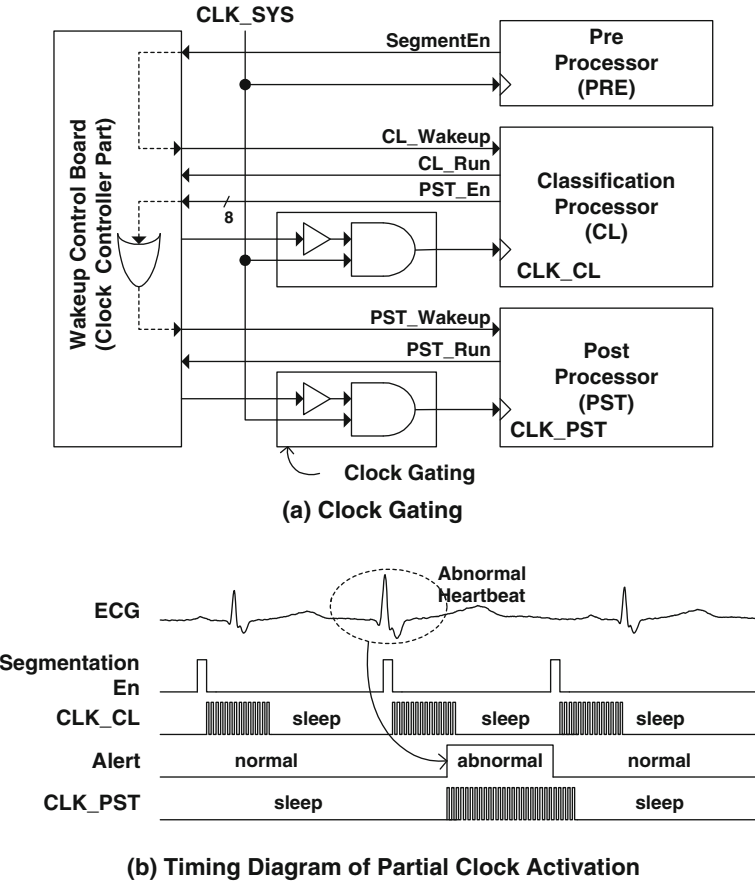 CLK_SYS
SegmentEn
Pre
Processor
(PRE)
Wakeup Control Board
(Clock Controller Part)
CL_Wakeup
CL_Run
PST_En
8
Classification
Processor
(CL)
CLK_CL
PST_Wakeup
PST_Run
Post
Processor
(PST)
CLK_PST
Clock Gating
(a) Clock Gating
Abnormal
Heartbeat
ECG
Segmentation
En
CLK_CL sleep sleep sleep
Alert normal abnormal normal
CLK_PST sleep sleep
(b) Timing Diagram of Partial Clock Activation